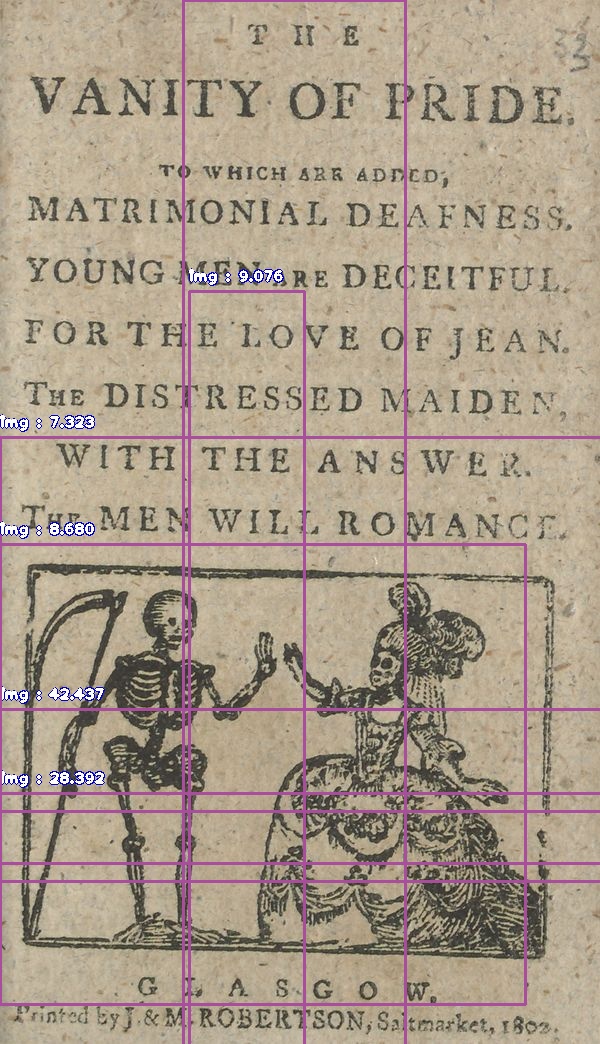 THE
VANITY OF PRIDE.
TO WHICH ARE ADDED,
MATRIMONIAL DEAFNESS.
YOUNG MEN ARE DECEITFUL.
FOR THE LOVE OF JEAN.
THE DISTRESSED MAIDEN,
WITH THE ANSWER.
THE MEN WILL ROMANCE.
GLASGOW.
Printed by J. & M. ROBERTSON, Saltmarket, 1802.
img : 9.076
img : 7.323
img : 8.680
img : 42.437
img : 28.392